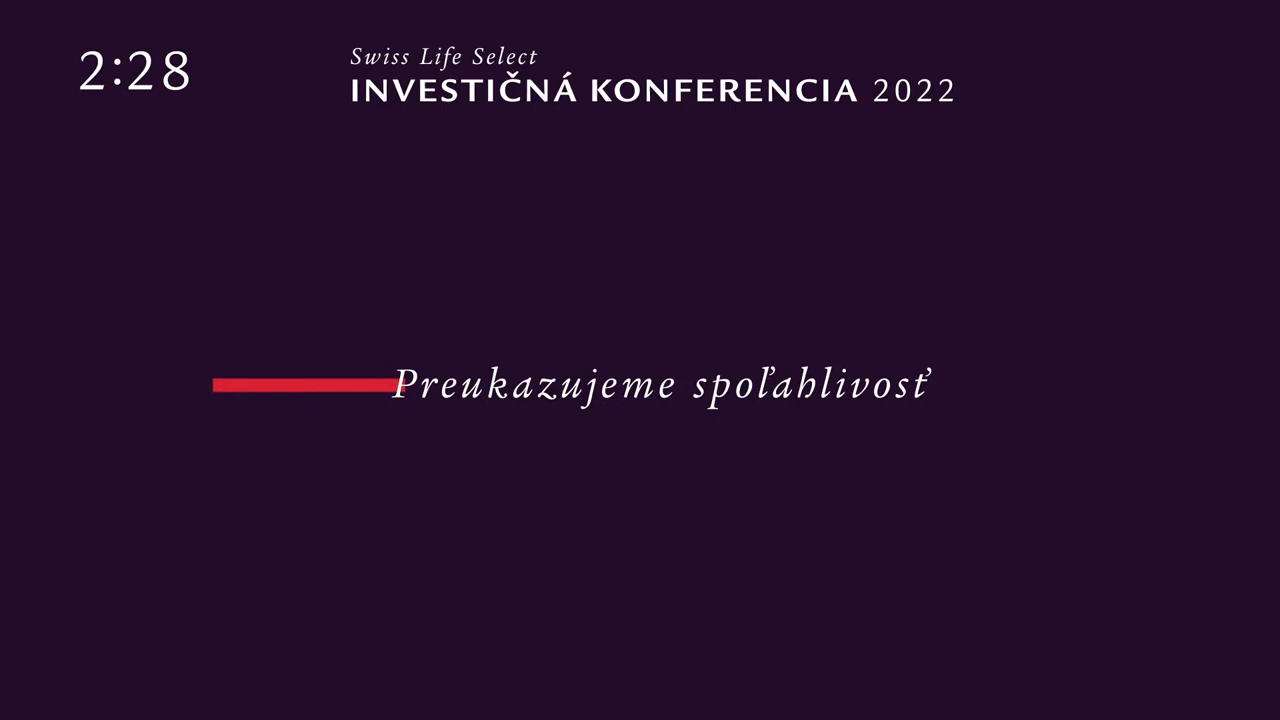 2:28
Swiss Life Select
INVESTIČNÁ KONFERENCIA 2022
Preukazujeme spoľahlivosť